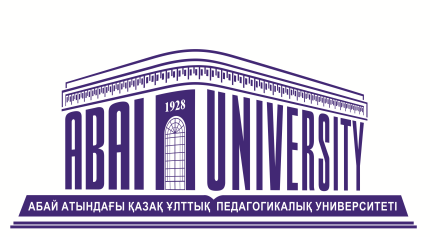 1928
ABAI UNIVERSITY
АБАЙ АТЫНДАҒЫ ҚАЗАҚ ҰЛТТЫҚ ПЕДАГОГИКАЛЫҚ УНИВЕРСИТЕТІ